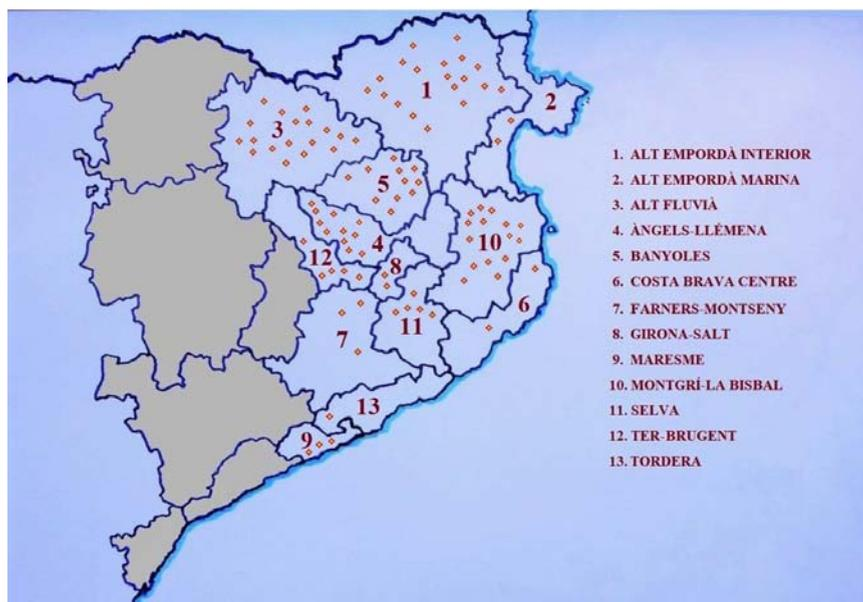 1
2
3
5
10
4
12
8
6
11
7
13
9
1. ALT EMPORDÀ INTERIOR
2. ALT EMPORDÀ MARINA
3. ALT FLUVIÀ
4. ÀNGELS-LLÉMENA
5. BANYOLES
6. COSTA BRAVA CENTRE
7. FARNERS-MONTSENY
8. GIRONA-SALT
9. MARESME
10. MONTGRÍ-LA BISBAL
11. SELVA
12. TER-BRUGENT
13. TORDERA